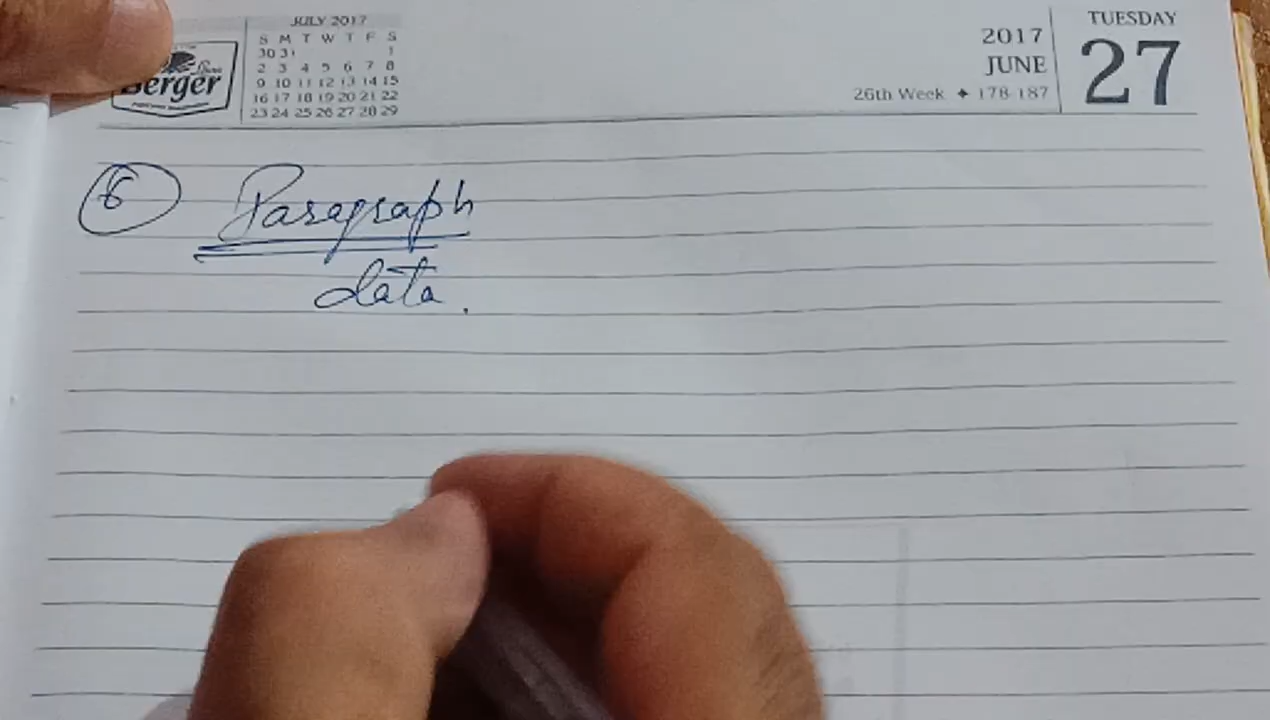 JULY 2017
S M T W T F S
30 31 1
2 3 4 5 6 7 8
9 10 11 12 13 14 15
16 17 18 19 20 21 22
23 24 25 26 27 28 29
Berger
2017
JUNE
26th Week ✦ 178-187
TUESDAY
27
6 Paragraph
data.